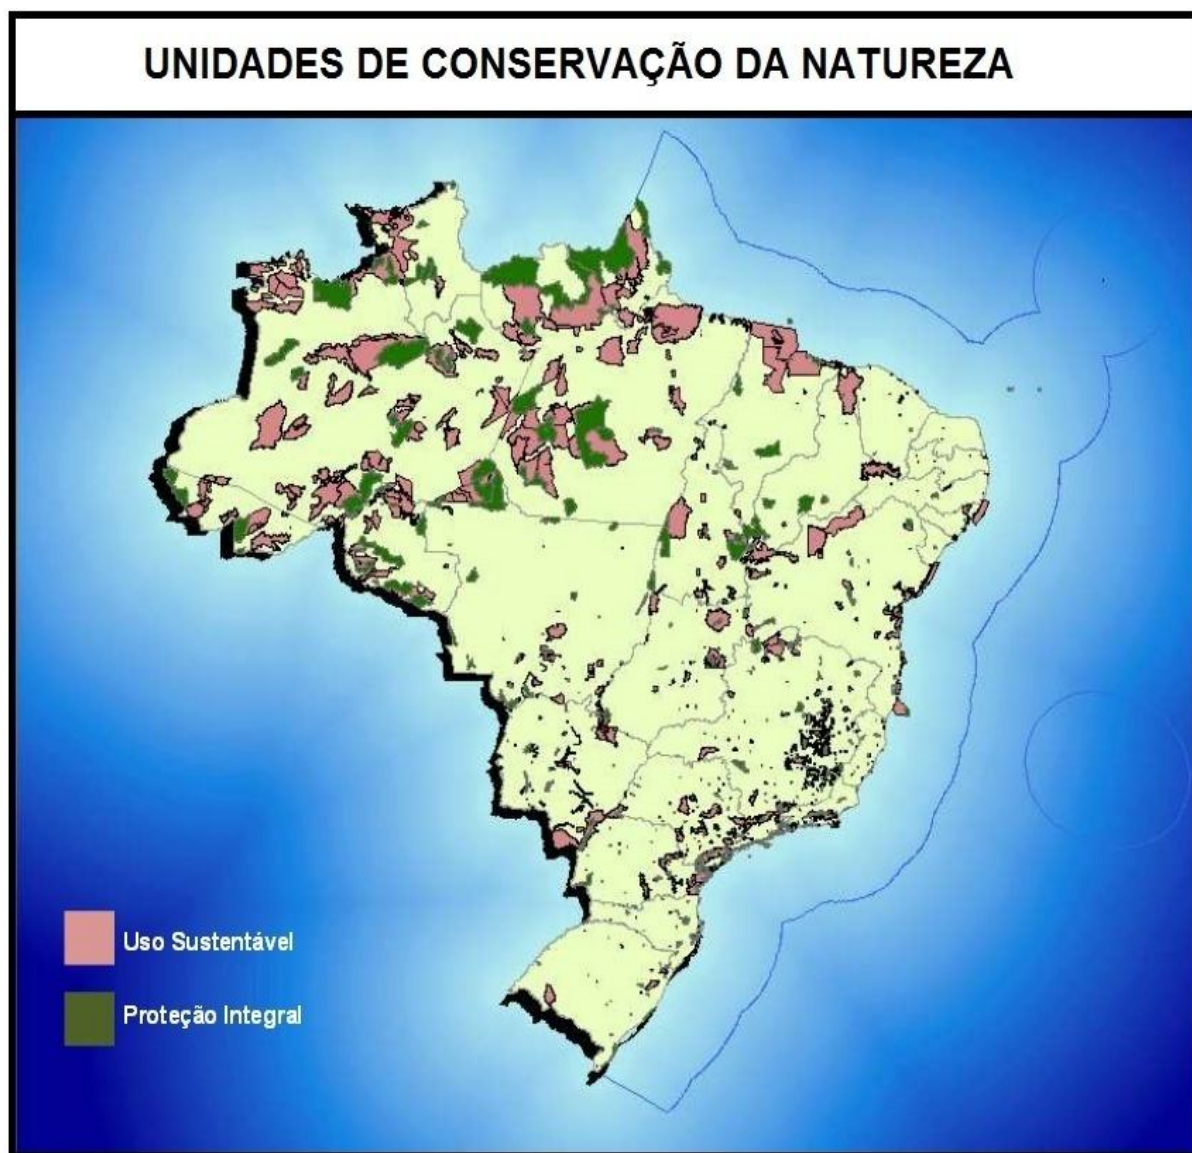 UNIDADES DE CONSERVAÇÃO DA NATUREZA
Uso Sustentável
Proteção Integral